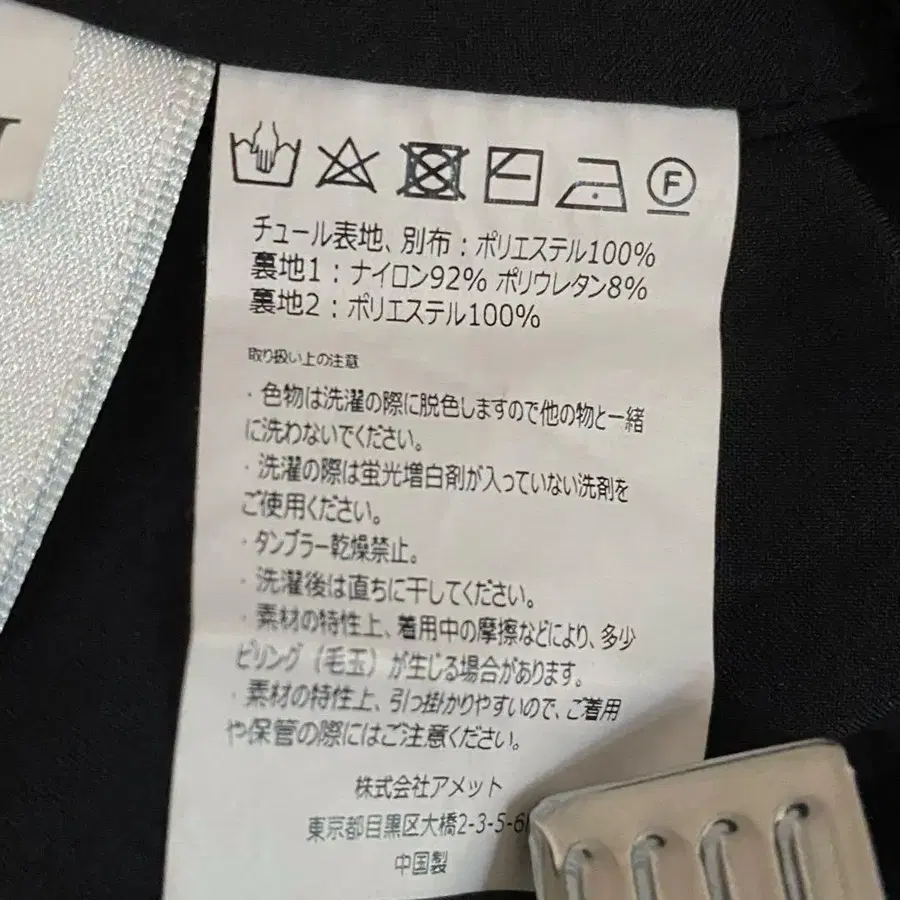 F
チュール表地、別布：ポリエステル100%
裏地1：ナイロン92% ポリウレタン8%
裏地2：ポリエステル100%
取り扱い上の注意
・色物は洗濯の際に脱色しますので他の物と一緒
に洗わないでください。
・洗濯の際は蛍光増白剤が入っていない洗剤を
ご使用ください。
・タンブラー乾燥禁止。
・洗濯後は直ちに干してください。
・素材の特性上、着用中の摩擦などにより、多少
ピリング（毛玉）が生じる場合があります。
・素材の特性上、引っ掛かりやすいので、ご着用
や保管の際にはご注意ください。
株式会社アメット
東京都目黒区大橋2-3-5-6
中国製